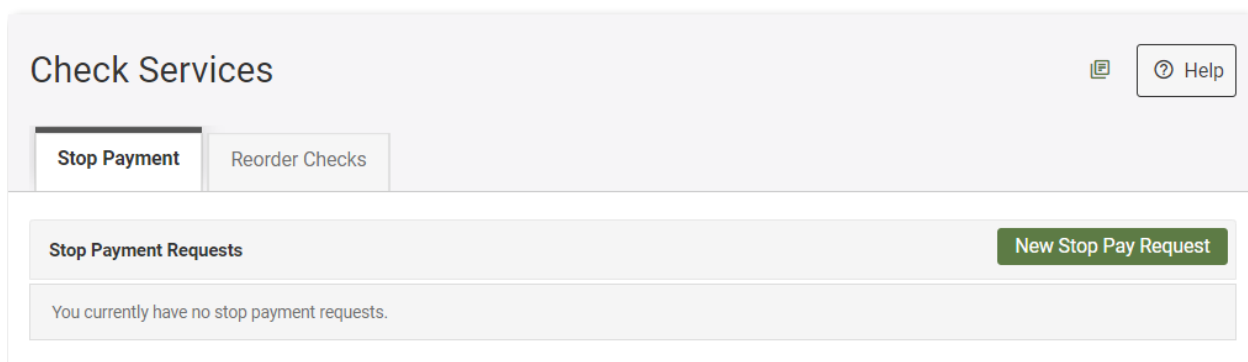 Check Services
Help
Stop Payment
Reorder Checks
Stop Payment Requests
New Stop Pay Request
You currently have no stop payment requests.